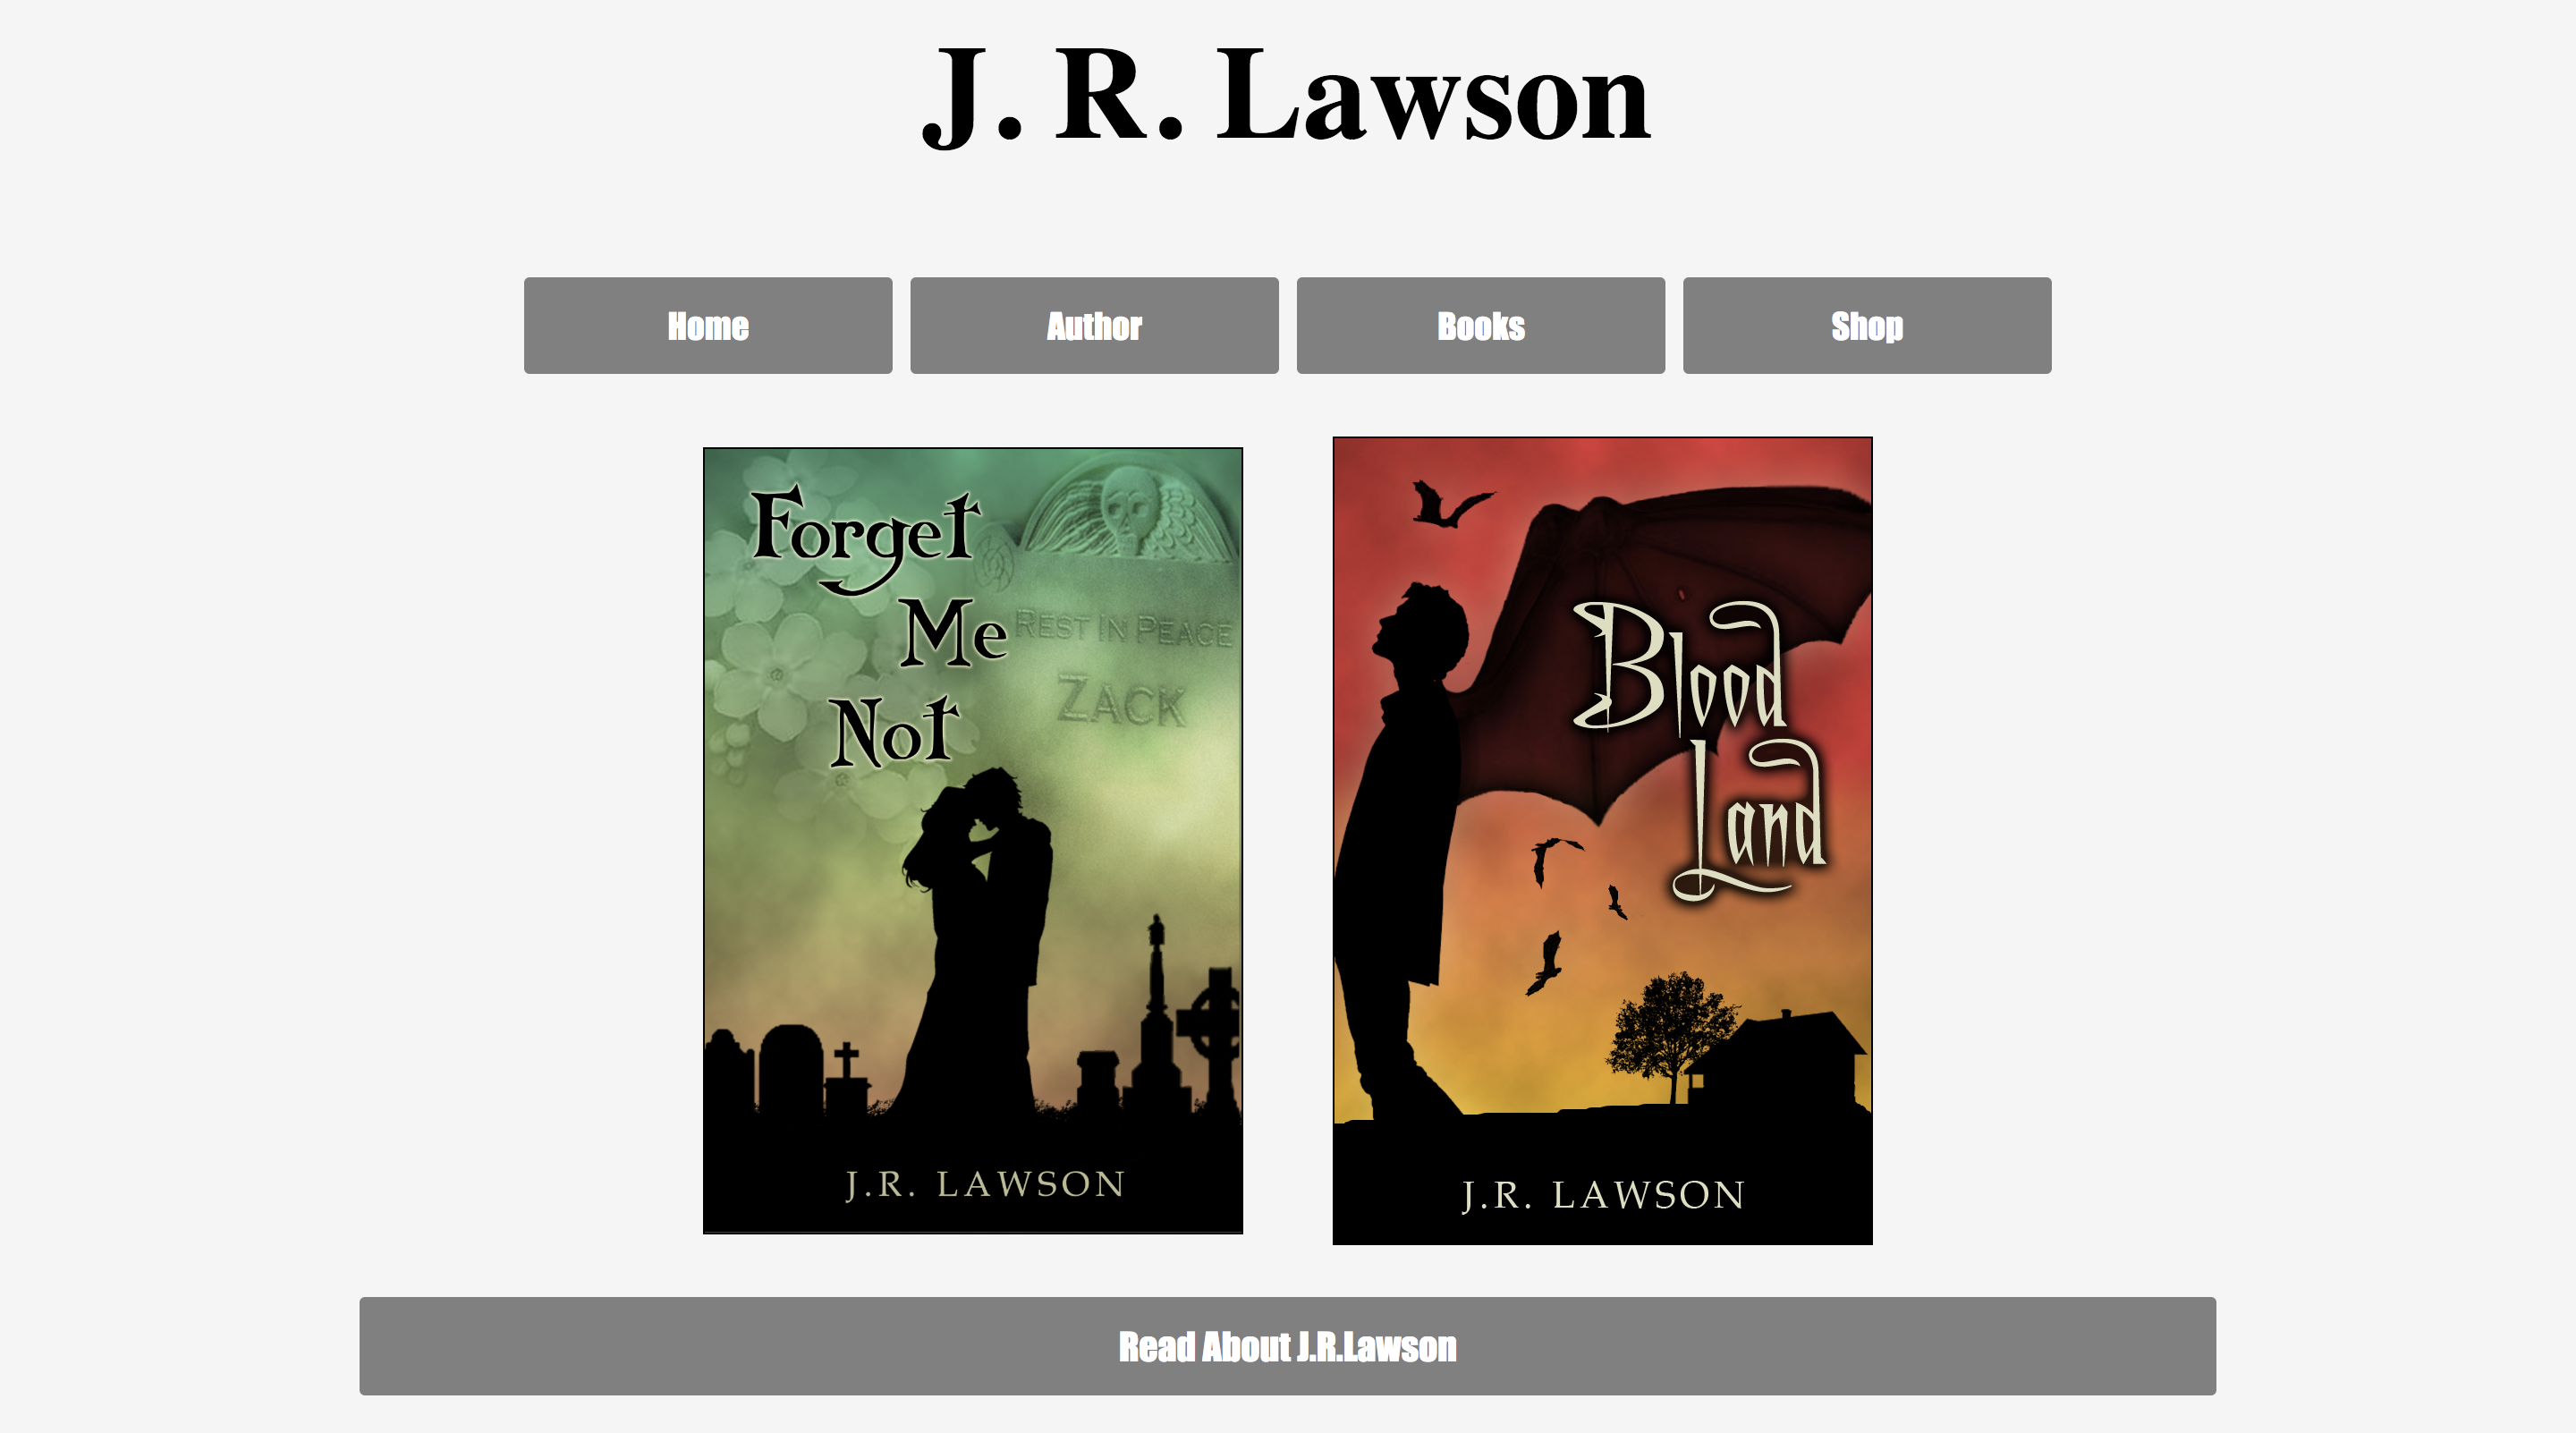 J. R. Lawson
Home
Author
Books
Shop
Forget
Me
Not
REST IN PEACE
ZACK
J.R. LAWSON
Blood
Land
J.R. LAWSON
Read About J.R.Lawson